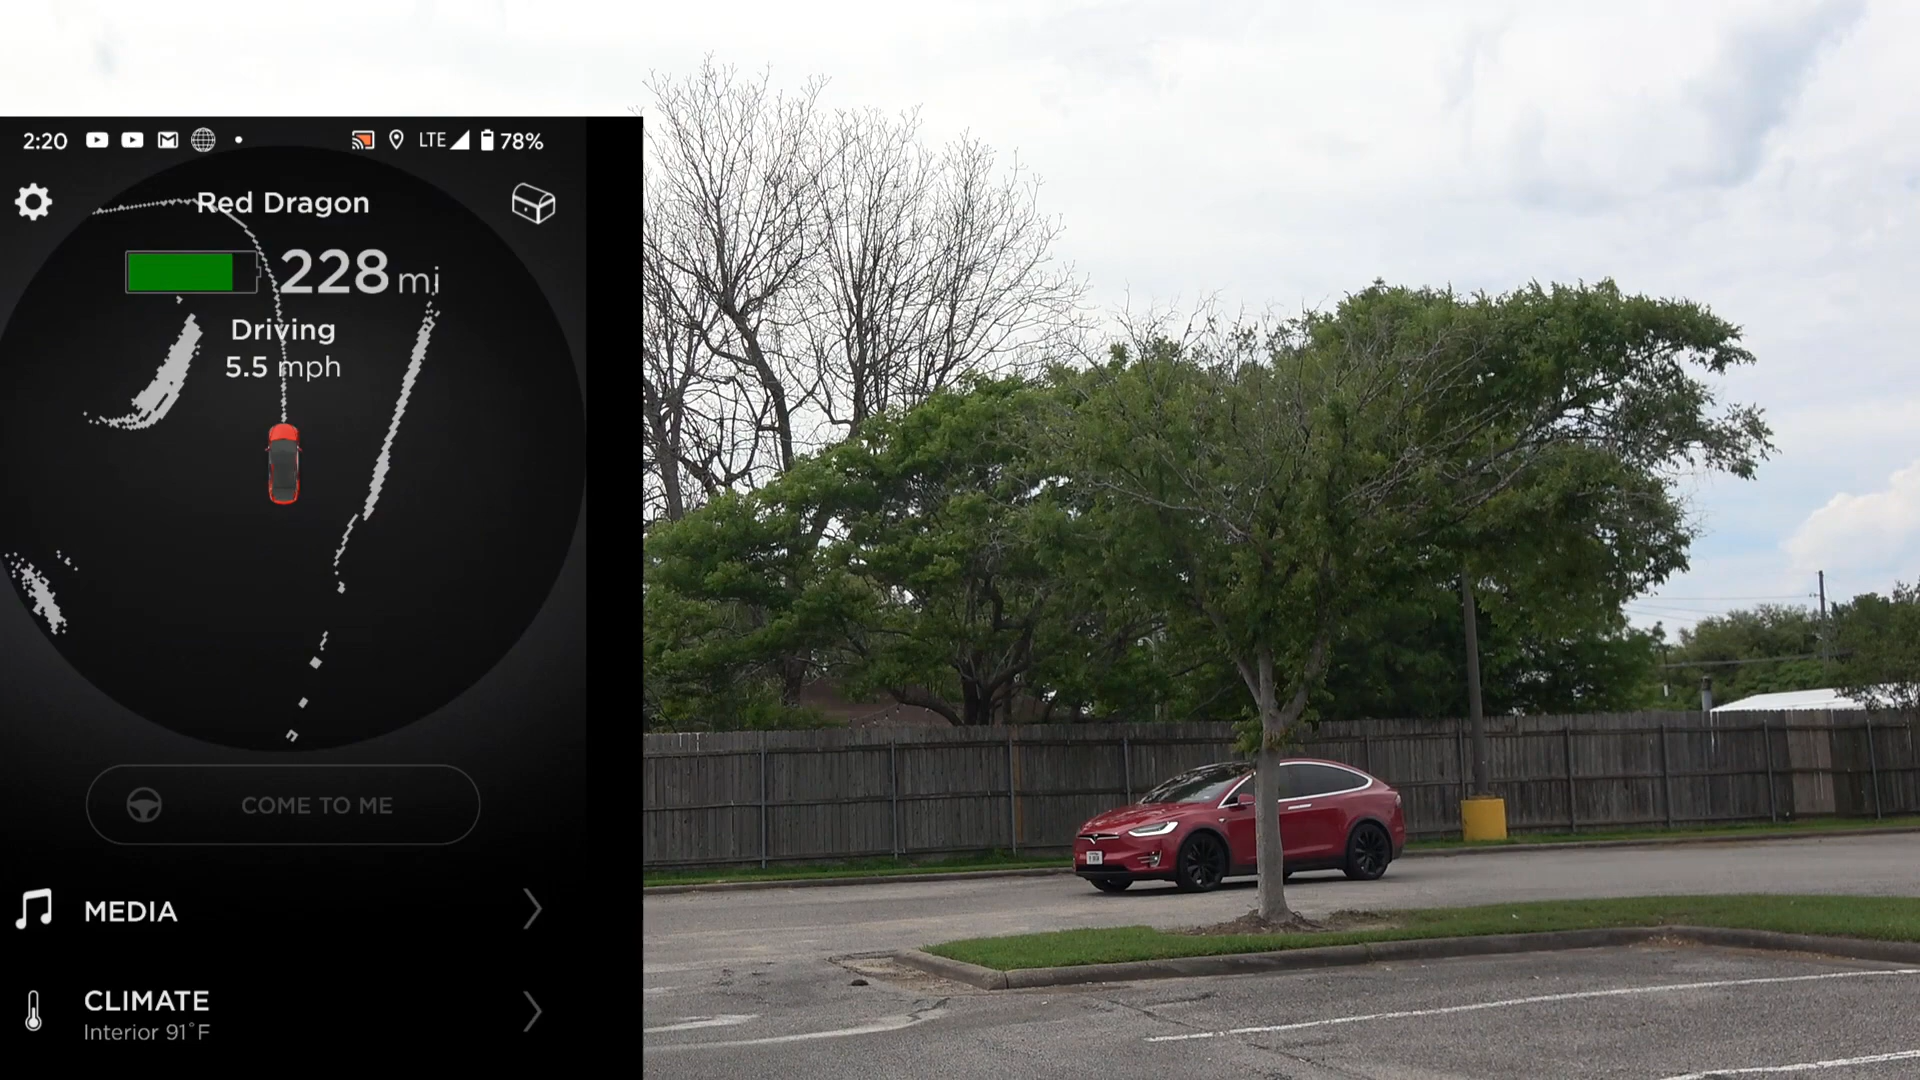 2:20 LTE 78%
Red Dragon
228 mi
Driving
5.5 mph
COME TO ME
MEDIA
CLIMATE
Interior 91°F